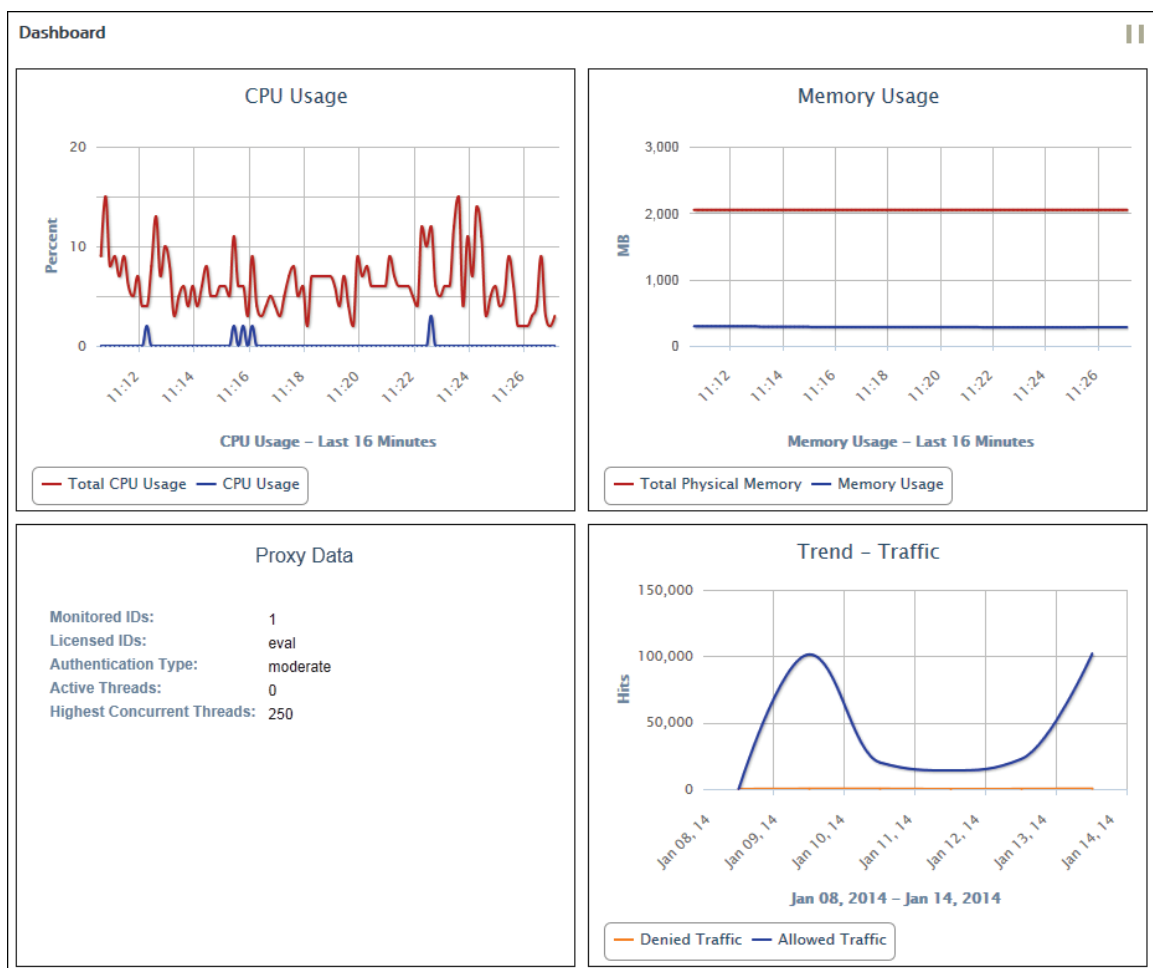 Dashboard
CPU Usage
20
10
0
Percent
11:12 11:14 11:16 11:18 11:20 11:22 11:24 11:26
CPU Usage – Last 16 Minutes
Total CPU Usage CPU Usage
Memory Usage
3,000
2,000
1,000
0
MB
11:12 11:14 11:16 11:18 11:20 11:22 11:24 11:26
Memory Usage – Last 16 Minutes
Total Physical Memory Memory Usage
Proxy Data
Monitored IDs: 1
Licensed IDs: eval
Authentication Type: moderate
Active Threads: 0
Highest Concurrent Threads: 250
Trend – Traffic
150,000
100,000
50,000
0
Hits
Jan 08, 14 Jan 09, 14 Jan 10, 14 Jan 11, 14 Jan 12, 14 Jan 13, 14 Jan 14, 14
Jan 08, 2014 – Jan 14, 2014
Denied Traffic Allowed Traffic